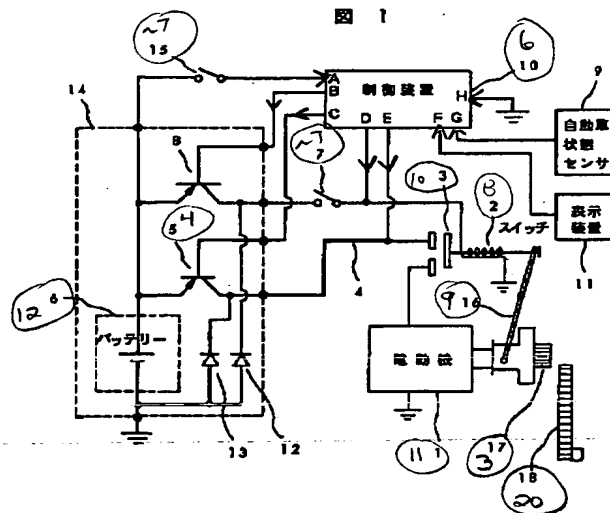 図 1
~7
15
6
10
A
B
C
D
E
F
G
H
制御装置
9
自動車
状態
センサ
14
8
~7
7
10 3
8 2
スイッチ
表示
装置
11
5 4
4
9 16
12 6
バッテリー
電動機
13
12
11 1
3 17
18
20